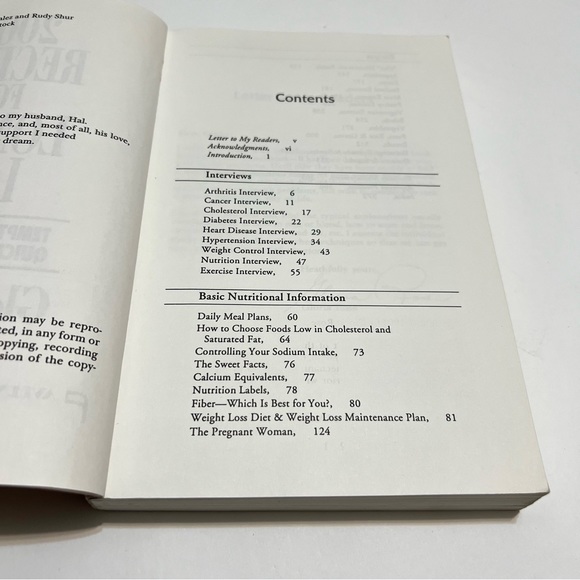 alez and Rudy Shur
tock
o my husband, Hal.
nce, and, most of all, his love,
upport I needed
dream.
ion may be repro-
ted, in any form or
opying, recording
sion of the copy-
Contents
Letter to My Readers, v
Acknowledgments, vi
Introduction, 1
Interviews
Arthritis Interview, 6
Cancer Interview, 11
Cholesterol Interview, 17
Diabetes Interview, 22
Heart Disease Interview, 29
Hypertension Interview, 34
Weight Control Interview, 43
Nutrition Interview, 47
Exercise Interview, 55
Basic Nutritional Information
Daily Meal Plans, 60
How to Choose Foods Low in Cholesterol and
Saturated Fat, 64
Controlling Your Sodium Intake, 73
The Sweet Facts, 76
Calcium Equivalents, 77
Nutrition Labels, 78
Fiber—Which Is Best for You?, 80
Weight Loss Diet & Weight Loss Maintenance Plan, 81
The Pregnant Woman, 124